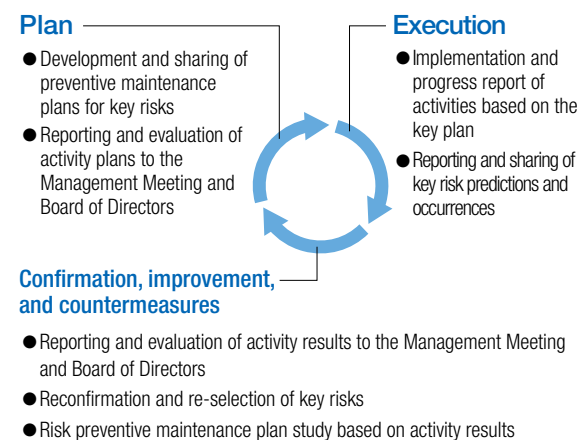 Plan
● Development and sharing of
preventive maintenance
plans for key risks
● Reporting and evaluation of
activity plans to the
Management Meeting and
Board of Directors
Execution
● Implementation and
progress report of
activities based on the
key plan
● Reporting and sharing of
key risk predictions and
occurrences
Confirmation, improvement,
and countermeasures
● Reporting and evaluation of activity results to the Management Meeting
and Board of Directors
● Reconfirmation and re-selection of key risks
● Risk preventive maintenance plan study based on activity results